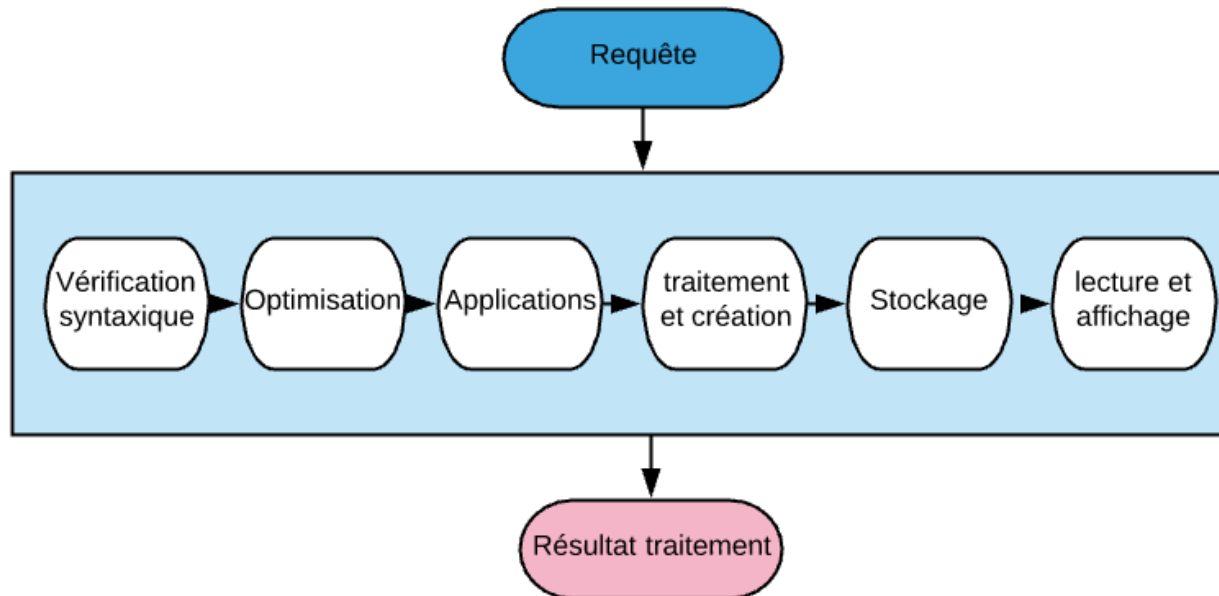 Requête
Vérification
syntaxique
Optimisation
Applications
traitement
et création
Stockage
lecture et
affichage
Résultat traitement